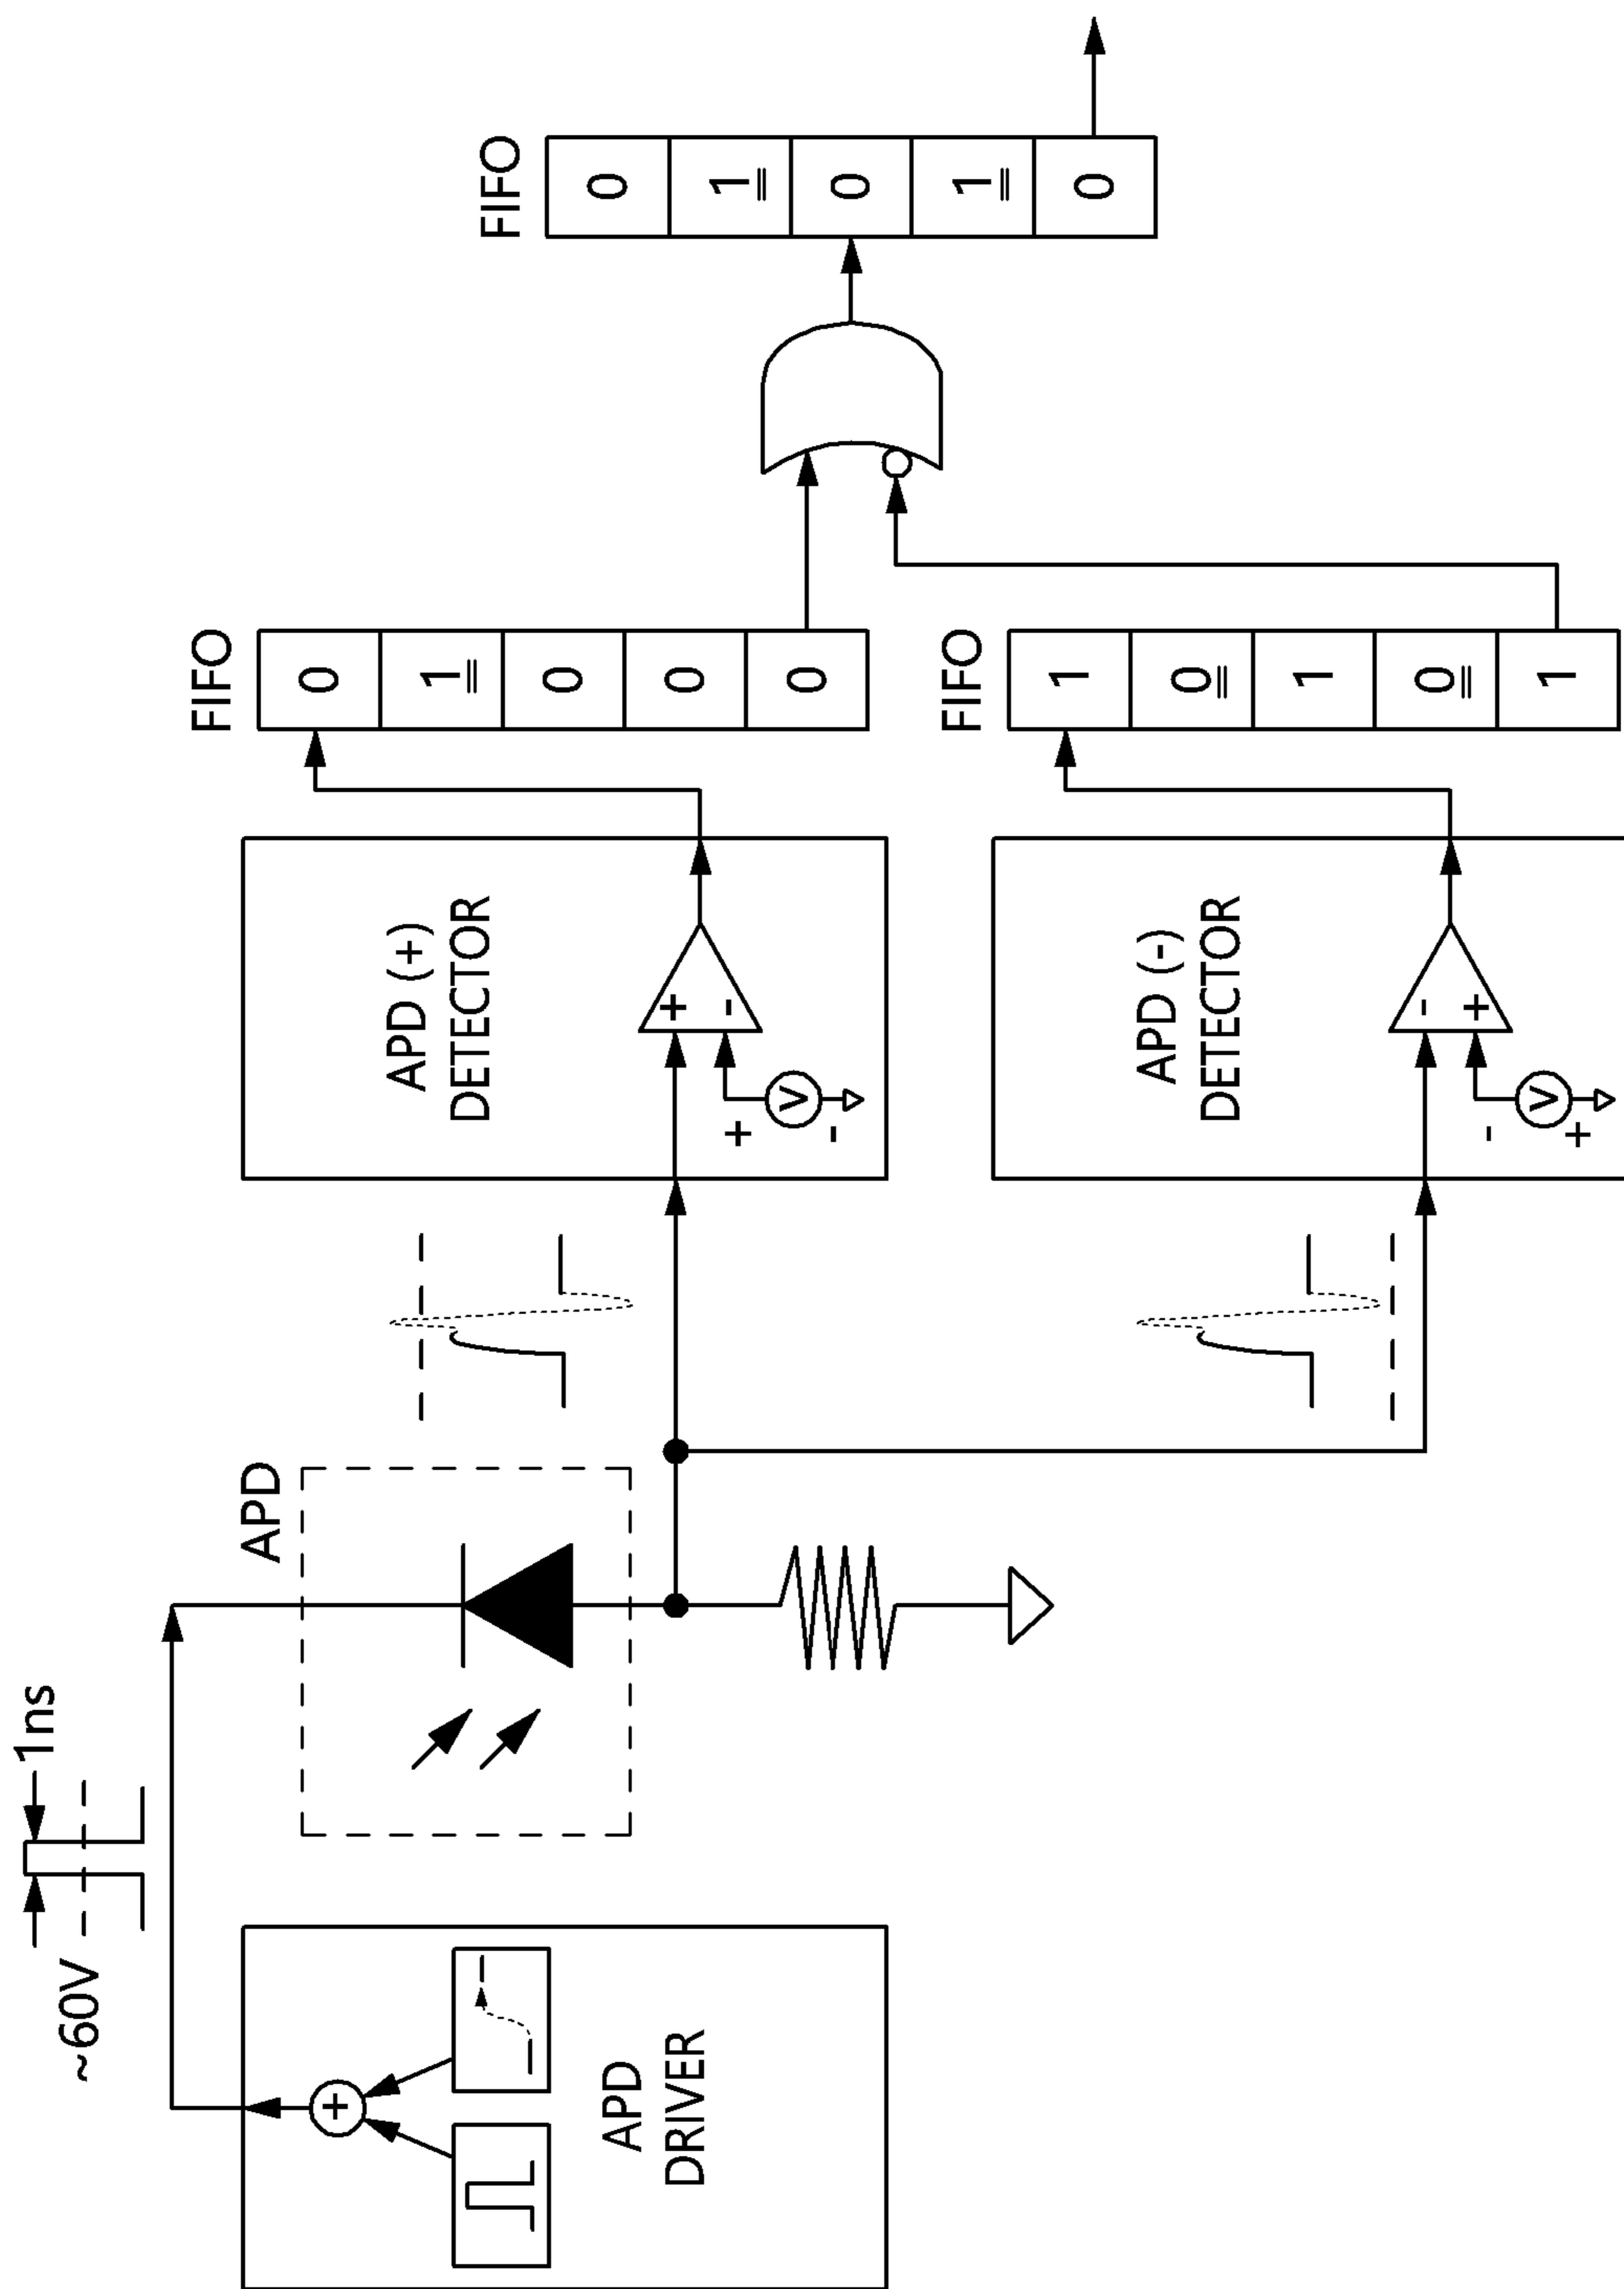 ~60V
1ns
+
APD
DRIVER
APD
APD (+)
DETECTOR
+
-
+
V
-
FIFO
0
1
0
0
0
APD (-)
DETECTOR
-
+
-
V
+
FIFO
1
0
1
0
1
FIFO
0
1
0
1
0